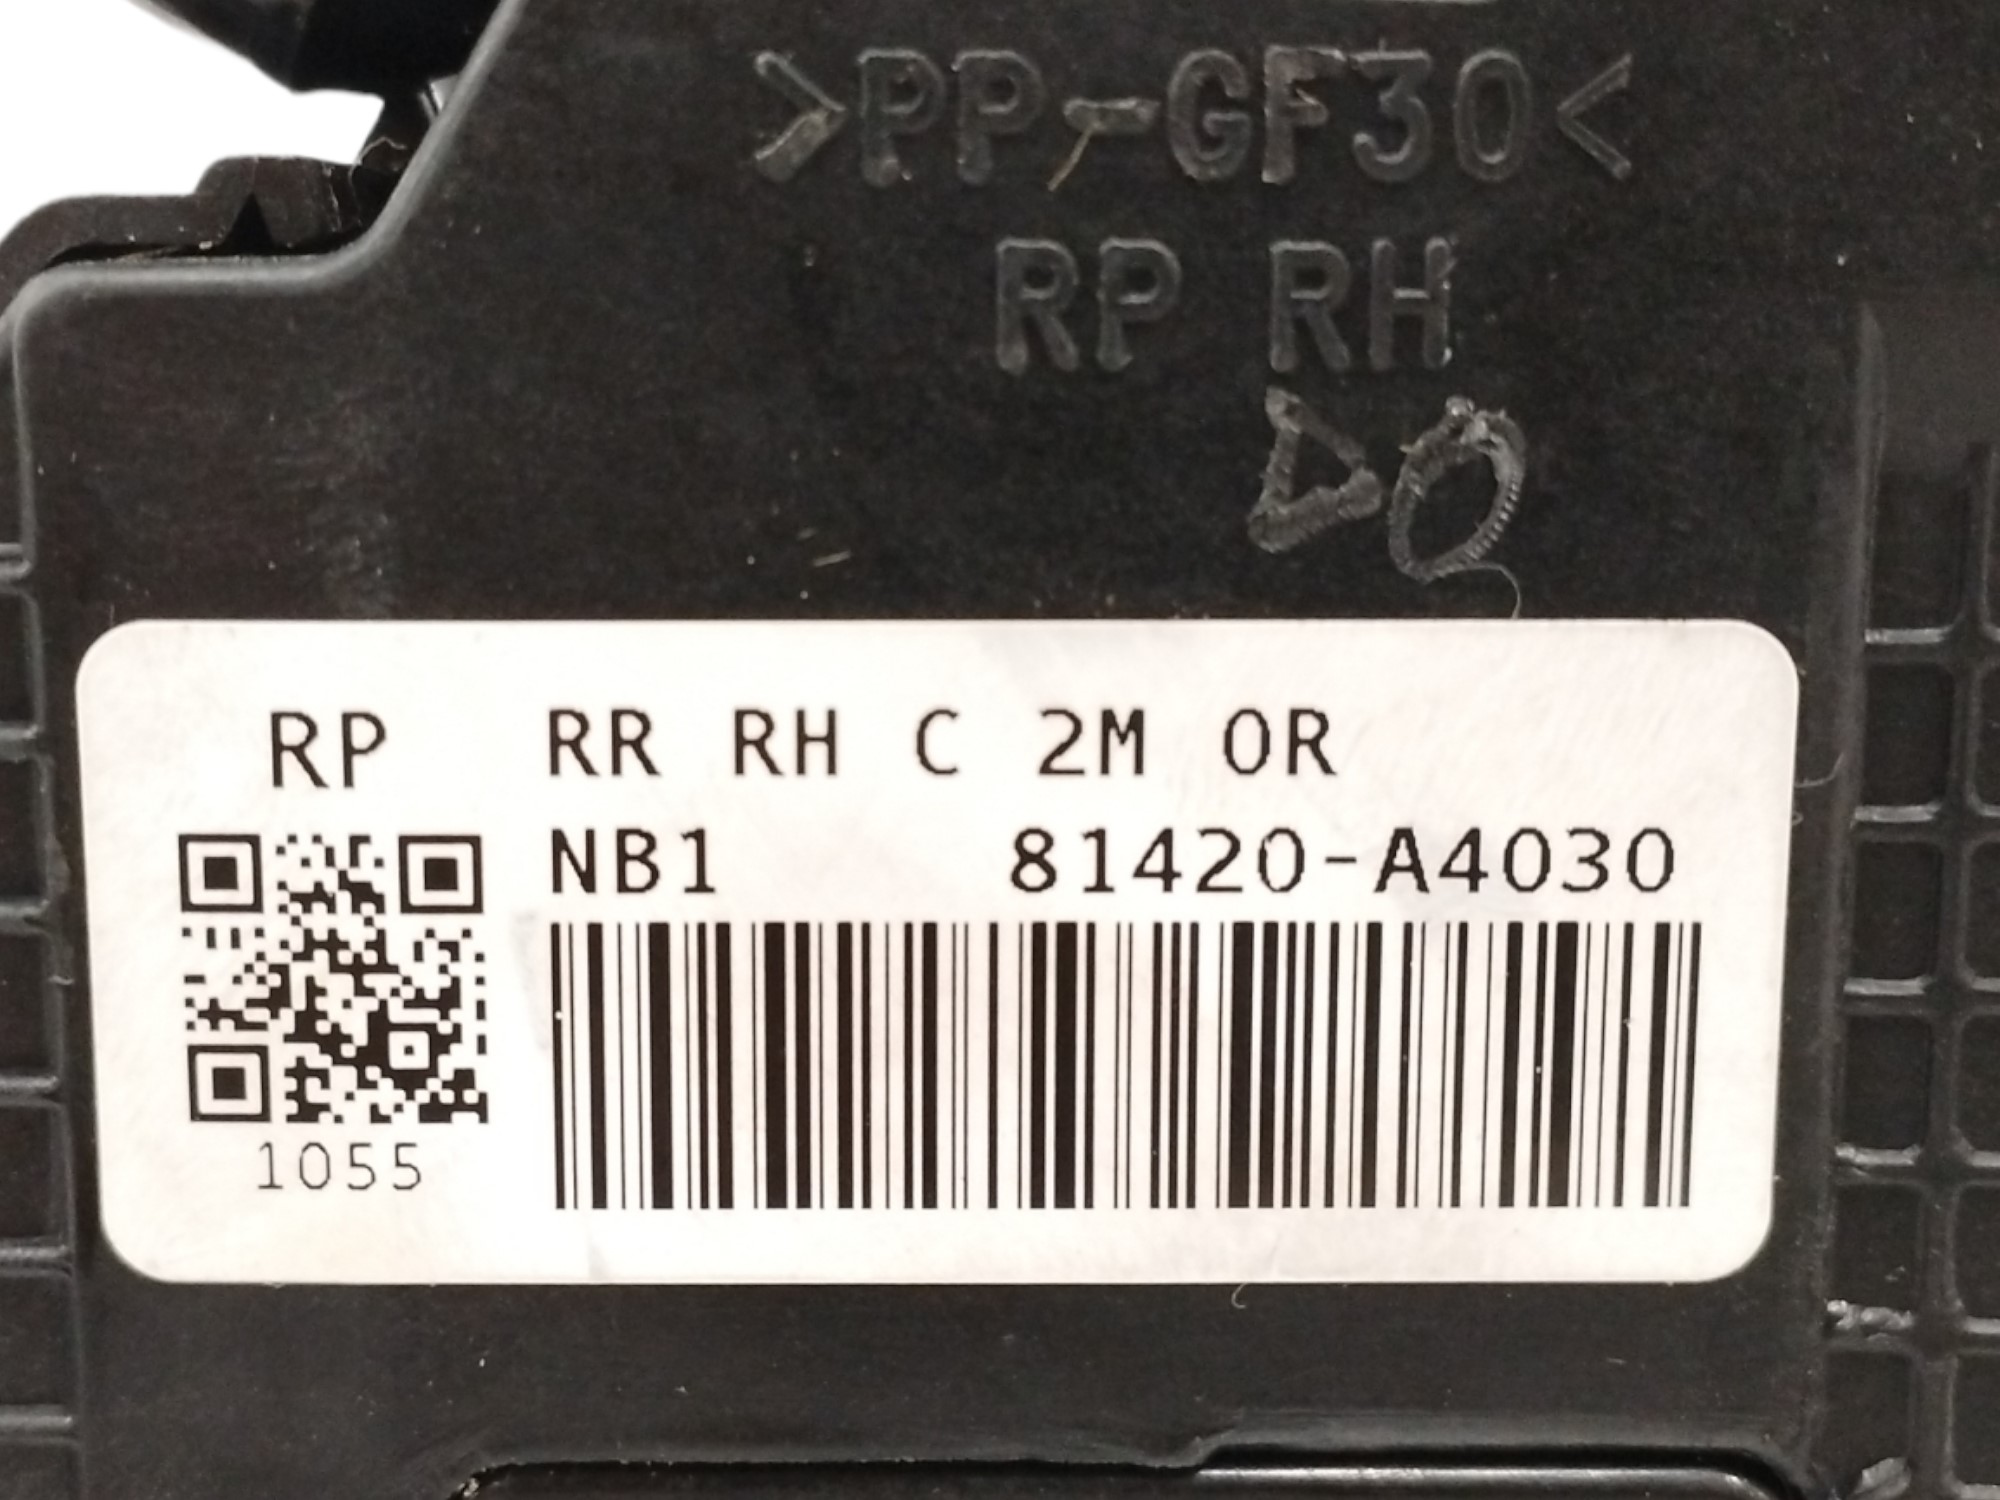 >PP-GF30<
RP RH
D0
RP RR RH C 2M OR
NB1 81420-A4030
1055